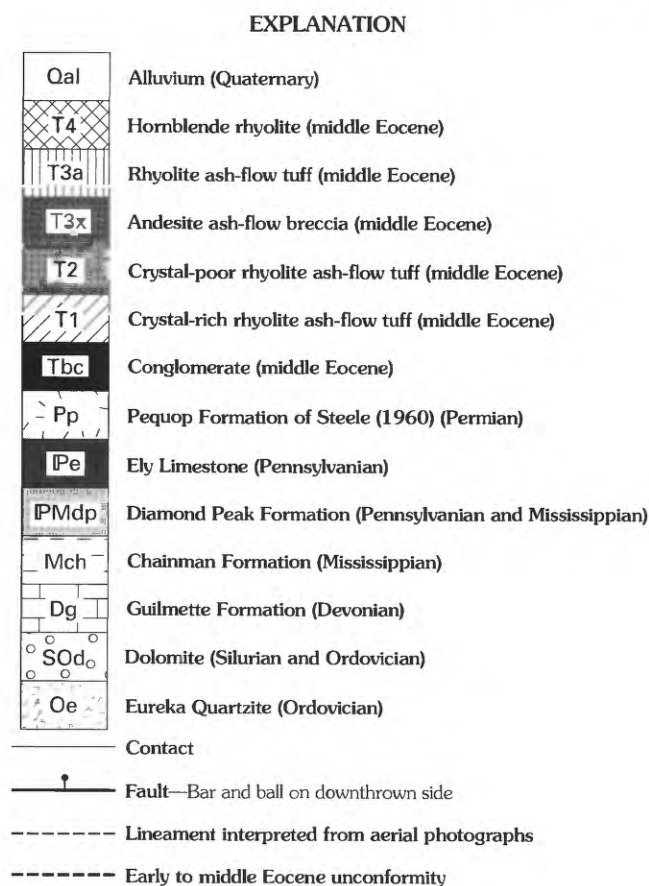 EXPLANATION
Qal Alluvium (Quaternary)
T4 Hornblende rhyolite (middle Eocene)
T3a Rhyolite ash-flow tuff (middle Eocene)
T3x Andesite ash-flow breccia (middle Eocene)
T2 Crystal-poor rhyolite ash-flow tuff (middle Eocene)
T1 Crystal-rich rhyolite ash-flow tuff (middle Eocene)
Tbc Conglomerate (middle Eocene)
Pp Pequop Formation of Steele (1960) (Permian)
ℙe Ely Limestone (Pennsylvanian)
ℙMdp Diamond Peak Formation (Pennsylvanian and Mississippian)
Mch Chainman Formation (Mississippian)
Dg Guilmette Formation (Devonian)
SOd Dolomite (Silurian and Ordovician)
Oe Eureka Quartzite (Ordovician)
Contact
Fault—Bar and ball on downthrown side
Lineament interpreted from aerial photographs
Early to middle Eocene unconformity